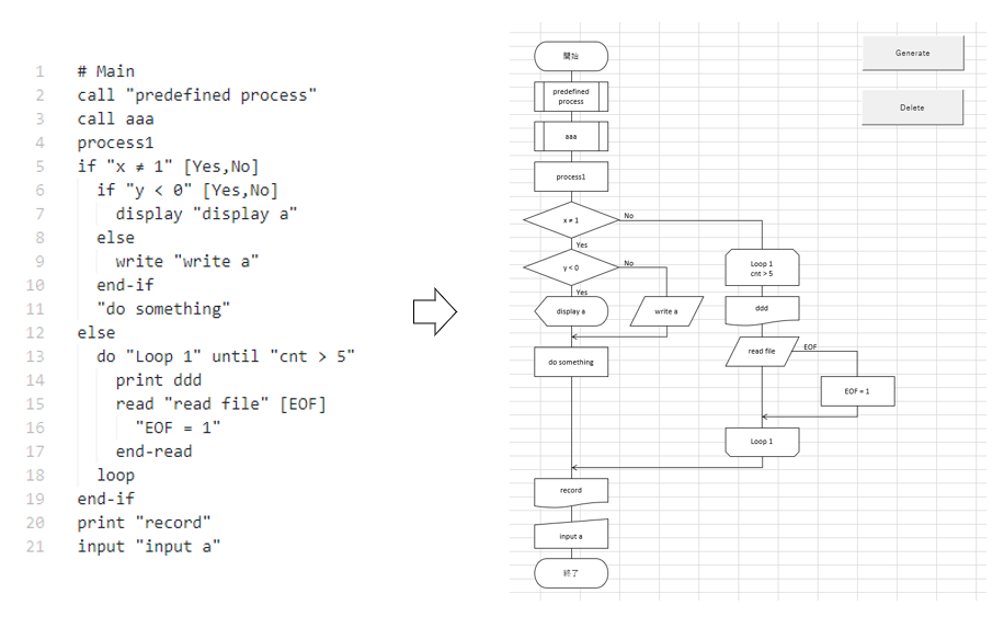 1 # Main
2 call "predefined process"
3 call aaa
4 process1
5 if "x ≠ 1" [Yes,No]
6 if "y < 0" [Yes,No]
7 display "display a"
8 else
9 write "write a"
10 end-if
11 "do something"
12 else
13 do "Loop 1" until "cnt > 5"
14 print ddd
15 read "read file" [EOF]
16 "EOF = 1"
17 end-read
18 loop
19 end-if
20 print "record"
21 input "input a"
開始
predefined
process
aaa
process1
x ≠ 1
No
Yes
y < 0
No
Yes
display a
write a
do something
Loop 1
cnt > 5
ddd
read file
EOF
EOF = 1
Loop 1
record
input a
終了
Generate
Delete